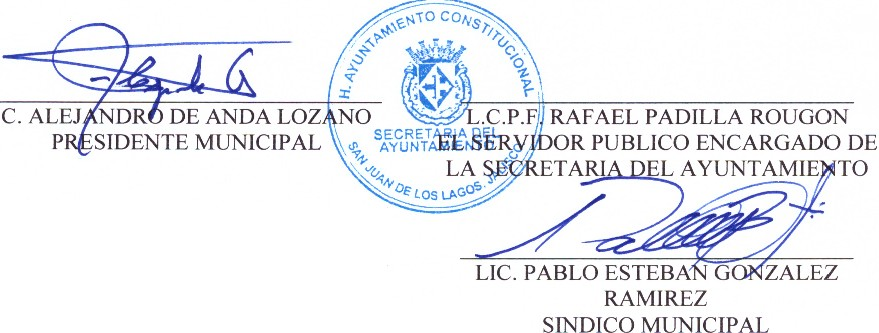 C. ALEJANDRO DE ANDA LOZANO
PRESIDENTE MUNICIPAL
H. AYUNTAMIENTO CONSTITUCIONAL
SECRETARIA DEL
AYUNTAMIENTO
SAN JUAN DE LOS LAGOS, JALISCO
L.C.P.F. RAFAEL PADILLA ROUGON
EL SERVIDOR PUBLICO ENCARGADO DE
LA SECRETARIA DEL AYUNTAMIENTO
LIC. PABLO ESTEBAN GONZALEZ
RAMIREZ
SINDICO MUNICIPAL